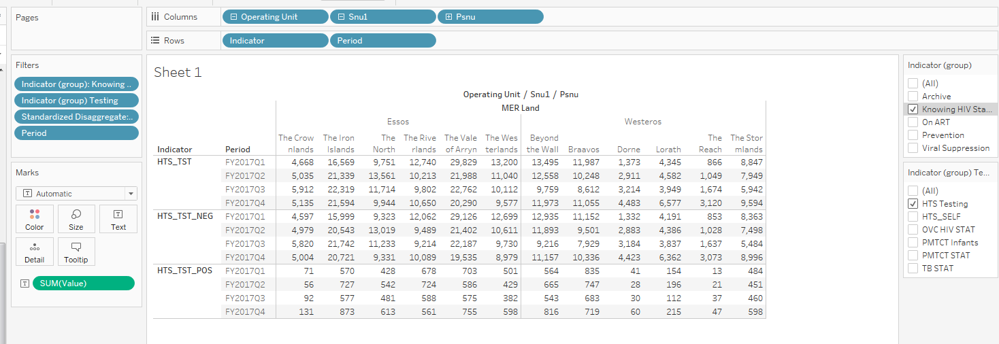 Pages
Columns
Operating Unit
Snu1
Psnu
Rows
Indicator
Period
Filters
Indicator (group): Knowing ..
Indicator (group) Testing
Standardized Disaggregate:..
Period
Marks
Automatic
Color
Size
Text
Detail
Tooltip
SUM(Value)
Sheet 1
Operating Unit / Snu1 / Psnu
MER Land
Essos Westeros
The Crow The Iron The The Rive The Vale The Wes Beyond The The Stor
Indicator Period nlands Islands North rlands of Arryn terlands the Wall Braavos Dorne Lorath Reach mlands
HTS_TST FY2017Q1 4,668 16,569 9,751 12,740 29,829 13,200 13,495 11,987 1,373 4,345 866 8,847
FY2017Q2 5,035 21,339 13,561 10,213 21,988 11,040 12,558 10,248 2,911 4,582 1,049 7,949
FY2017Q3 5,912 22,319 11,714 9,802 22,762 10,112 9,759 8,612 3,214 3,949 1,674 5,942
FY2017Q4 5,135 21,594 9,944 10,650 20,290 9,577 11,973 11,055 4,483 6,577 3,120 9,594
HTS_TST_NEG FY2017Q1 4,597 15,999 9,323 12,062 29,126 12,699 12,935 11,152 1,332 4,191 853 8,363
FY2017Q2 4,979 20,543 13,019 9,489 21,402 10,611 11,893 9,501 2,883 4,386 1,028 7,498
FY2017Q3 5,820 21,742 11,233 9,214 22,187 9,730 9,216 7,929 3,184 3,837 1,637 5,484
FY2017Q4 5,004 20,721 9,331 10,089 19,535 8,979 11,157 10,336 4,423 6,362 3,073 8,996
HTS_TST_POS FY2017Q1 71 570 428 678 703 501 564 835 41 154 13 484
FY2017Q2 56 727 542 724 586 429 665 747 28 196 21 451
FY2017Q3 92 577 481 588 575 382 543 683 30 112 37 460
FY2017Q4 131 873 613 561 755 598 816 719 60 215 47 598
Indicator (group)
(All)
Archive
Knowing HIV Sta...
On ART
Prevention
Viral Suppression
Indicator (group) Te...
(All)
HTS Testing
HTS_SELF
OVC HIV STAT
PMTCT Infants
PMTCT STAT
TB STAT